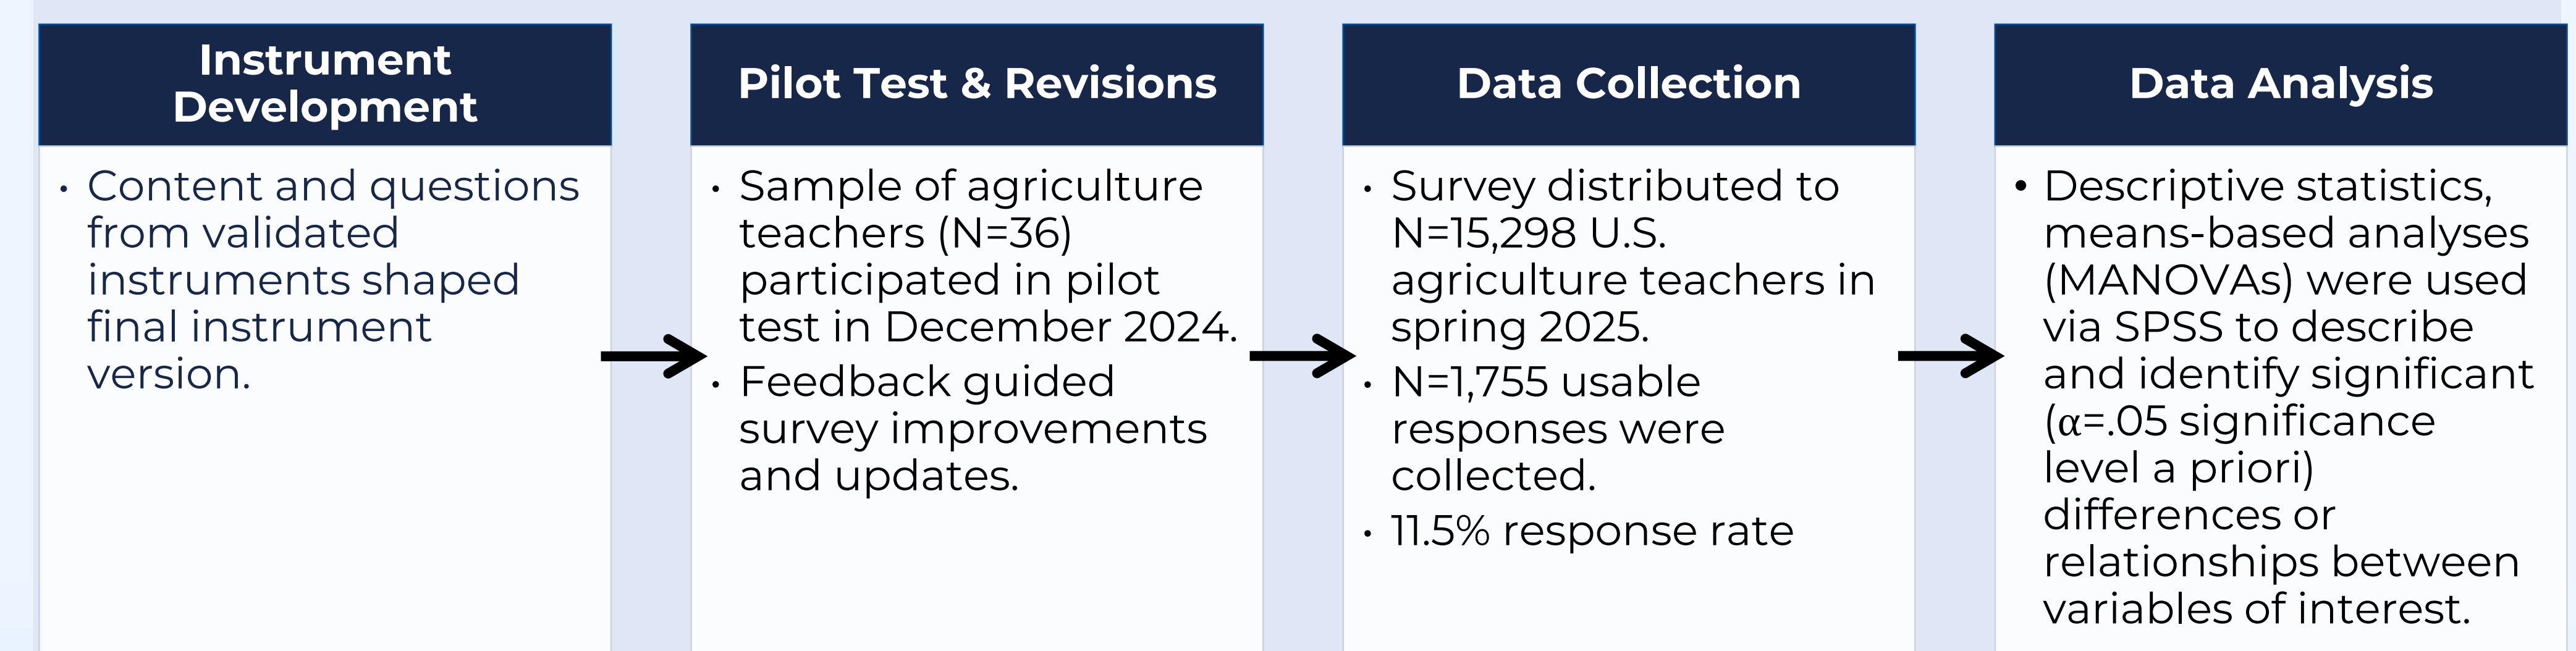 Instrument
Development
• Content and questions
from validated
instruments shaped
final instrument
version.
Pilot Test & Revisions
• Sample of agriculture
teachers (N=36)
participated in pilot
test in December 2024.
• Feedback guided
survey improvements
and updates.
Data Collection
• Survey distributed to
N=15,298 U.S.
agriculture teachers in
spring 2025.
• N=1,755 usable
responses were
collected.
• 11.5% response rate
Data Analysis
• Descriptive statistics,
means-based analyses
(MANOVAs) were used
via SPSS to describe
and identify significant
(α=.05 significance
level a priori)
differences or
relationships between
variables of interest.